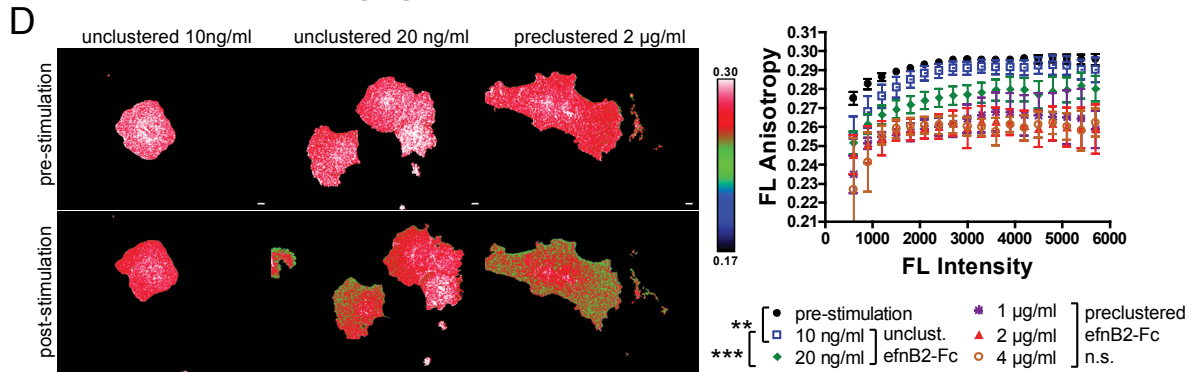 D
unclustered 10ng/ml
unclustered 20 ng/ml
preclustered 2 µg/ml
pre-stimulation
post-stimulation
0.30
0.17
FL Anisotropy
0.31
0.30
0.29
0.28
0.27
0.26
0.25
0.24
0.23
0.22
0.21
0 1000 2000 3000 4000 5000 6000
FL Intensity
** pre-stimulation
*** 10 ng/ml unclust.
20 ng/ml efnB2-Fc
1 µg/ml preclustered
2 µg/ml efnB2-Fc
4 µg/ml n.s.